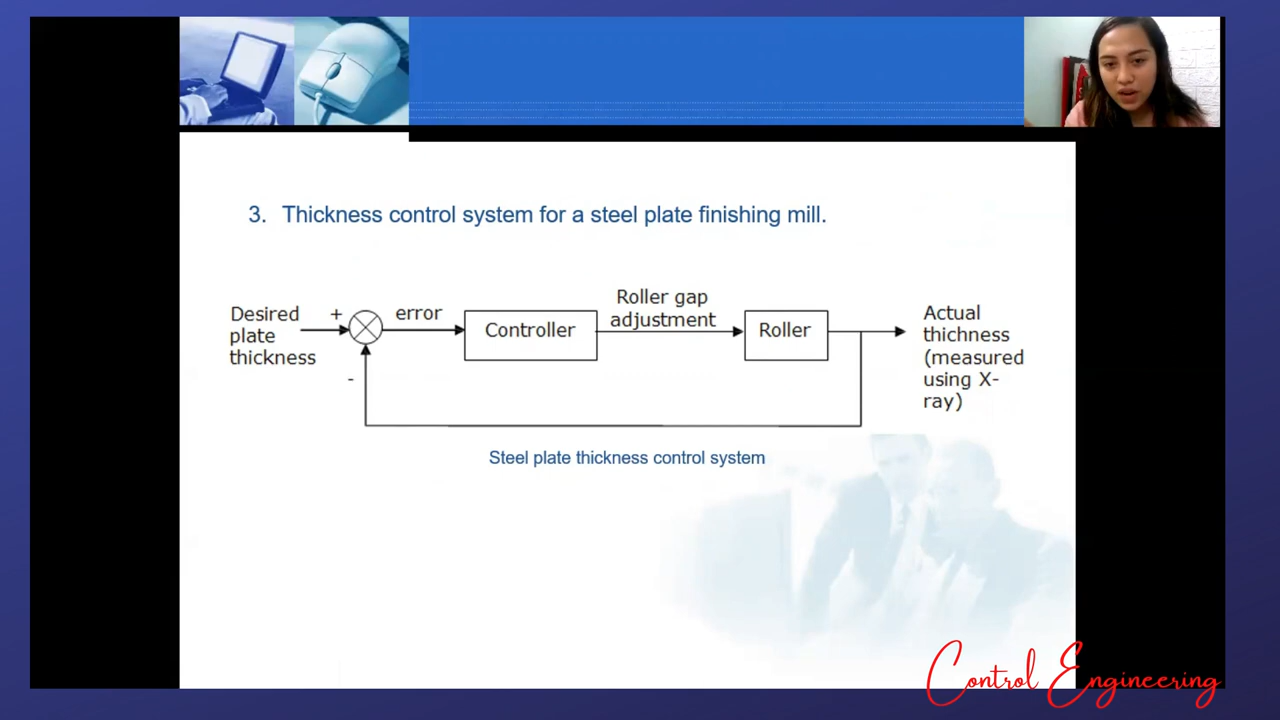 3. Thickness control system for a steel plate finishing mill.
Desired
plate
thickness
+
-
error
Controller
Roller gap
adjustment
Roller
Actual
thichness
(measured
using X-
ray)
Steel plate thickness control system
Control Engineering